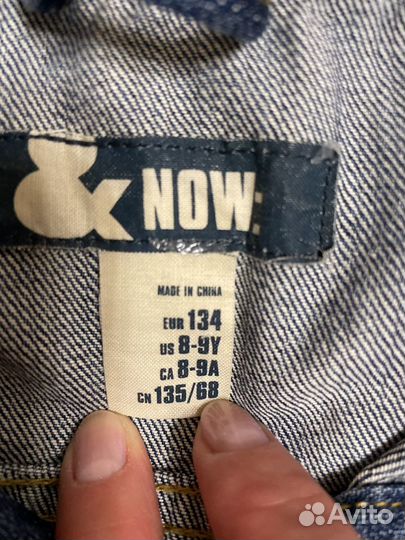 & NOW:
MADE IN CHINA
EUR 134
US 8-9Y
CA 8-9A
CN 135/68
Avito